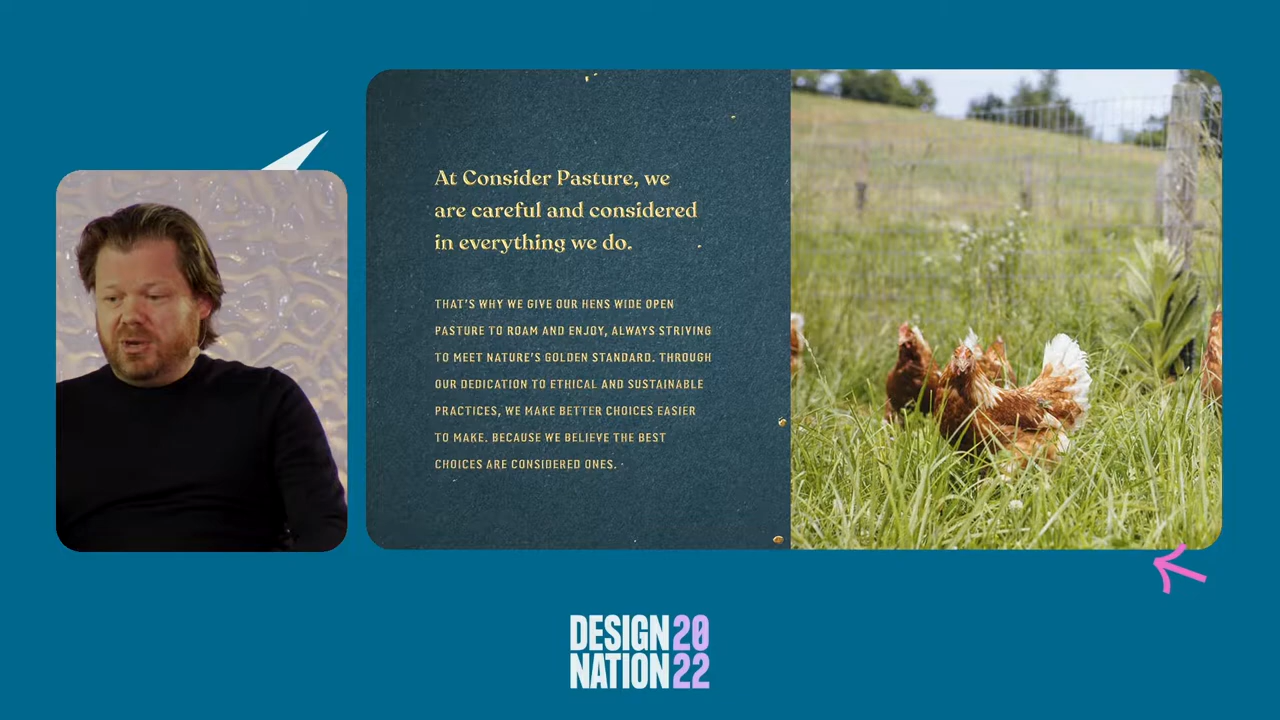 At Consider Pasture, we
are careful and considered
in everything we do.
THAT'S WHY WE GIVE OUR HENS WIDE OPEN
PASTURE TO ROAM AND ENJOY, ALWAYS STRIVING
TO MEET NATURE'S GOLDEN STANDARD. THROUGH
OUR DEDICATION TO ETHICAL AND SUSTAINABLE
PRACTICES, WE MAKE BETTER CHOICES EASIER
TO MAKE. BECAUSE WE BELIEVE THE BEST
CHOICES ARE CONSIDERED ONES.
DESIGN 20
NATION 22